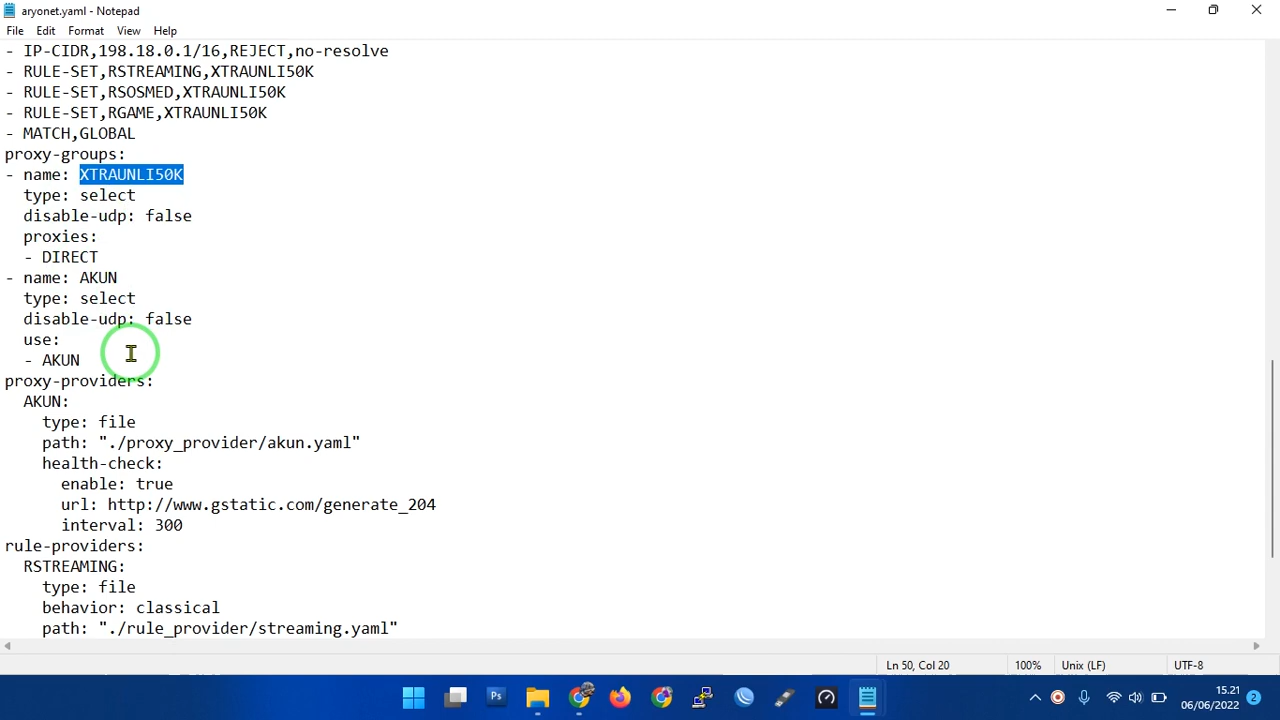 aryonet.yaml - Notepad
File Edit Format View Help
- IP-CIDR,198.18.0.1/16,REJECT,no-resolve
- RULE-SET,RSTREAMING,XTRAUNLI50K
- RULE-SET,RSOSMED,XTRAUNLI50K
- RULE-SET,RGAME,XTRAUNLI50K
- MATCH,GLOBAL
proxy-groups:
- name: XTRAUNLI50K
type: select
disable-udp: false
proxies:
- DIRECT
- name: AKUN
type: select
disable-udp: false
use:
- AKUN
proxy-providers:
AKUN:
type: file
path: "./proxy_provider/akun.yaml"
health-check:
enable: true
url: http://www.gstatic.com/generate_204
interval: 300
rule-providers:
RSTREAMING:
type: file
behavior: classical
path: "./rule_provider/streaming.yaml"
Ln 50, Col 20 100% Unix (LF) UTF-8
Ps
15.21
06/06/2022
2